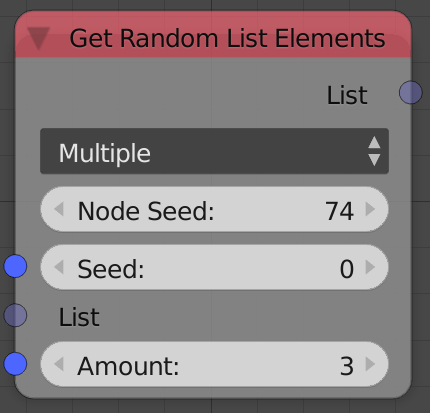 Get Random List Elements
List
Multiple
Node Seed: 74
Seed: 0
List
Amount: 3